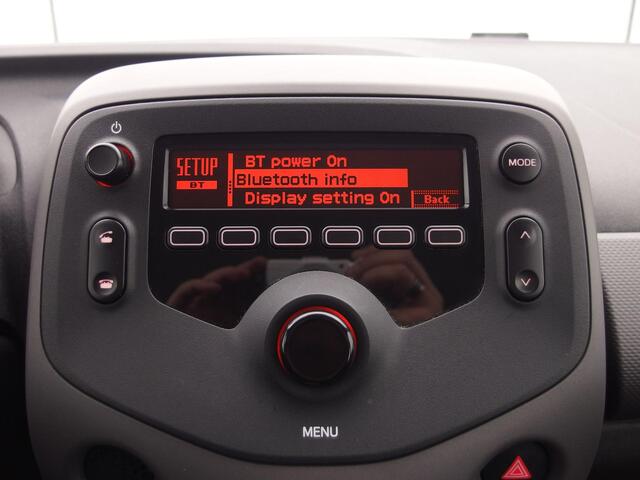 SETUP
BT
BT power On
Bluetooth info
Display setting On
Back
MODE
MENU